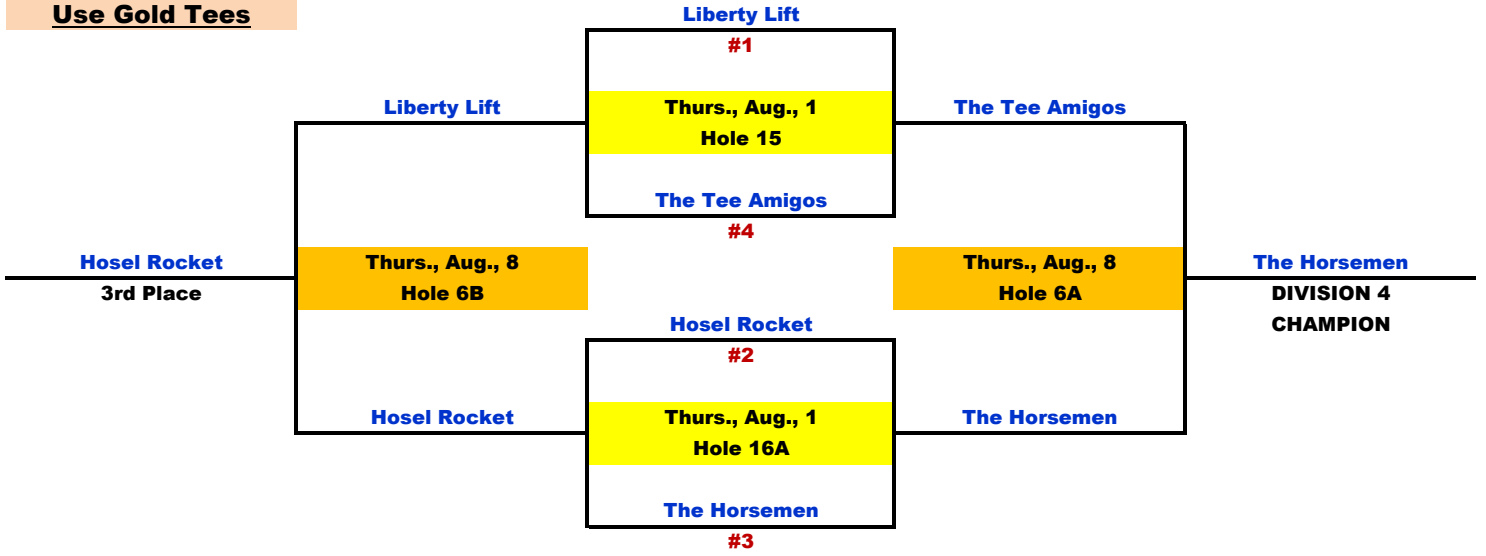 Use Gold Tees
Liberty Lift
#1
Liberty Lift
Thurs., Aug., 1
Hole 15
The Tee Amigos
The Tee Amigos
#4
Hosel Rocket
3rd Place
Thurs., Aug., 8
Hole 6B
Thurs., Aug., 8
Hole 6A
The Horsemen
DIVISION 4
CHAMPION
Hosel Rocket
#2
Hosel Rocket
Thurs., Aug., 1
Hole 16A
The Horsemen
The Horsemen
#3